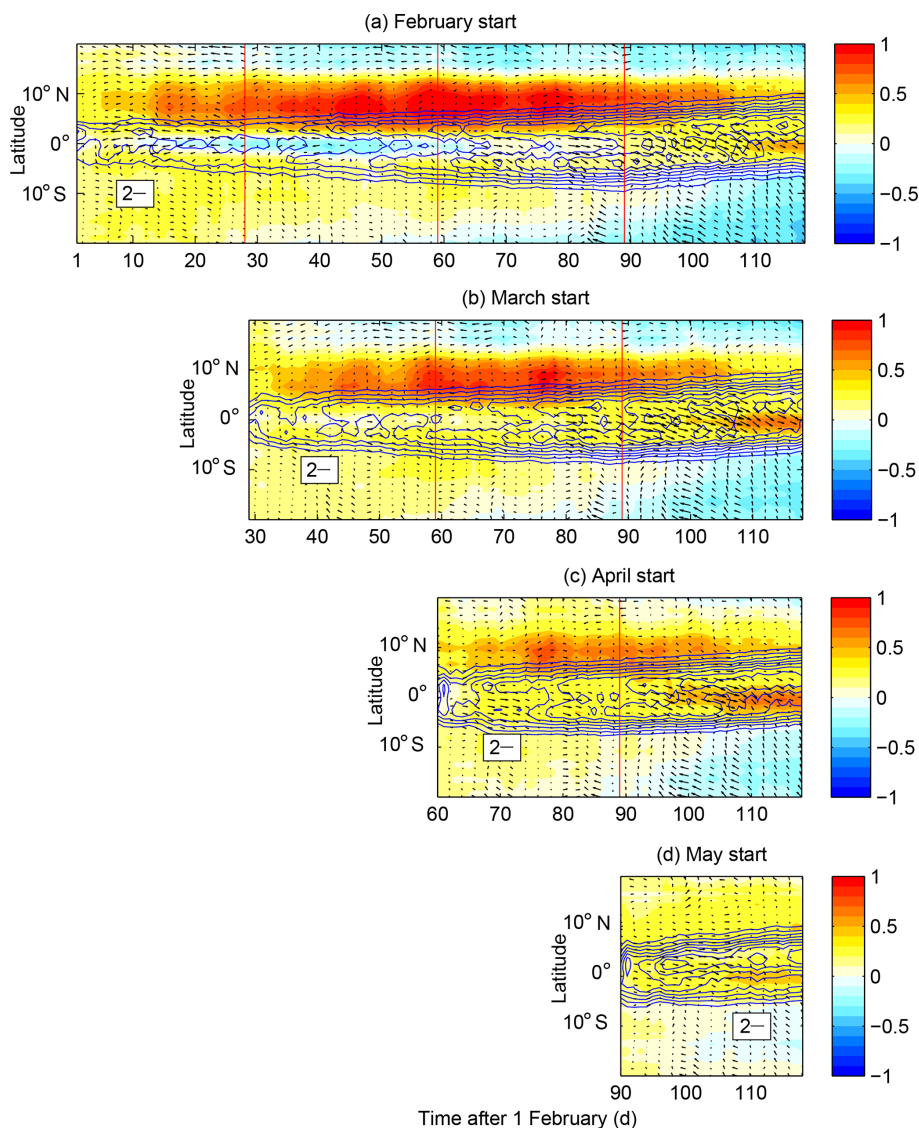 (a) February start
Latitude
10° N
0°
10° S
2
1 10 20 30 40 50 60 70 80 90 100 110
1
0.5
0
−0.5
−1
(b) March start
Latitude
10° N
0°
10° S
2
30 40 50 60 70 80 90 100 110
1
0.5
0
−0.5
−1
(c) April start
Latitude
10° N
0°
10° S
2
60 70 80 90 100 110
1
0.5
0
−0.5
−1
(d) May start
Latitude
10° N
0°
10° S
2
90 100 110
1
0.5
0
−0.5
−1
Time after 1 February (d)